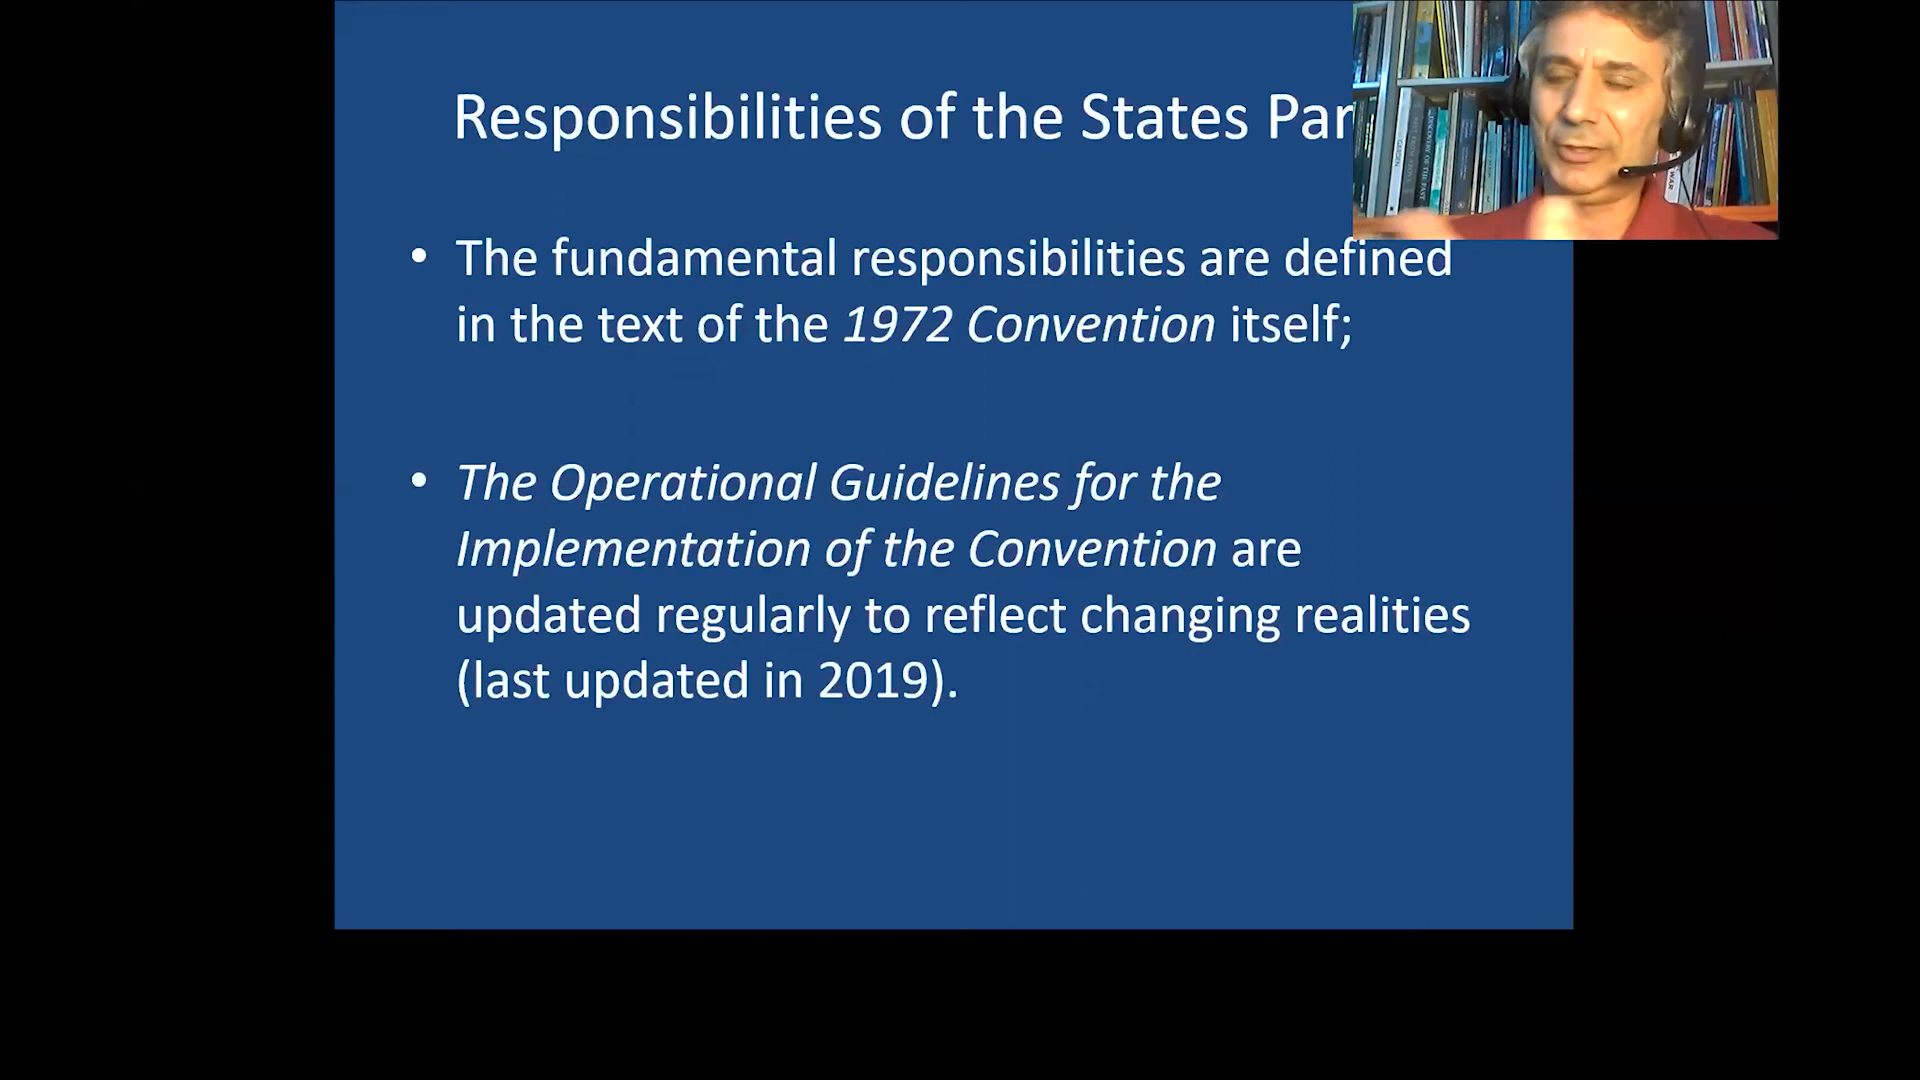 Responsibilities of the States Par
• The fundamental responsibilities are defined
in the text of the 1972 Convention itself;
• The Operational Guidelines for the
Implementation of the Convention are
updated regularly to reflect changing realities
(last updated in 2019).